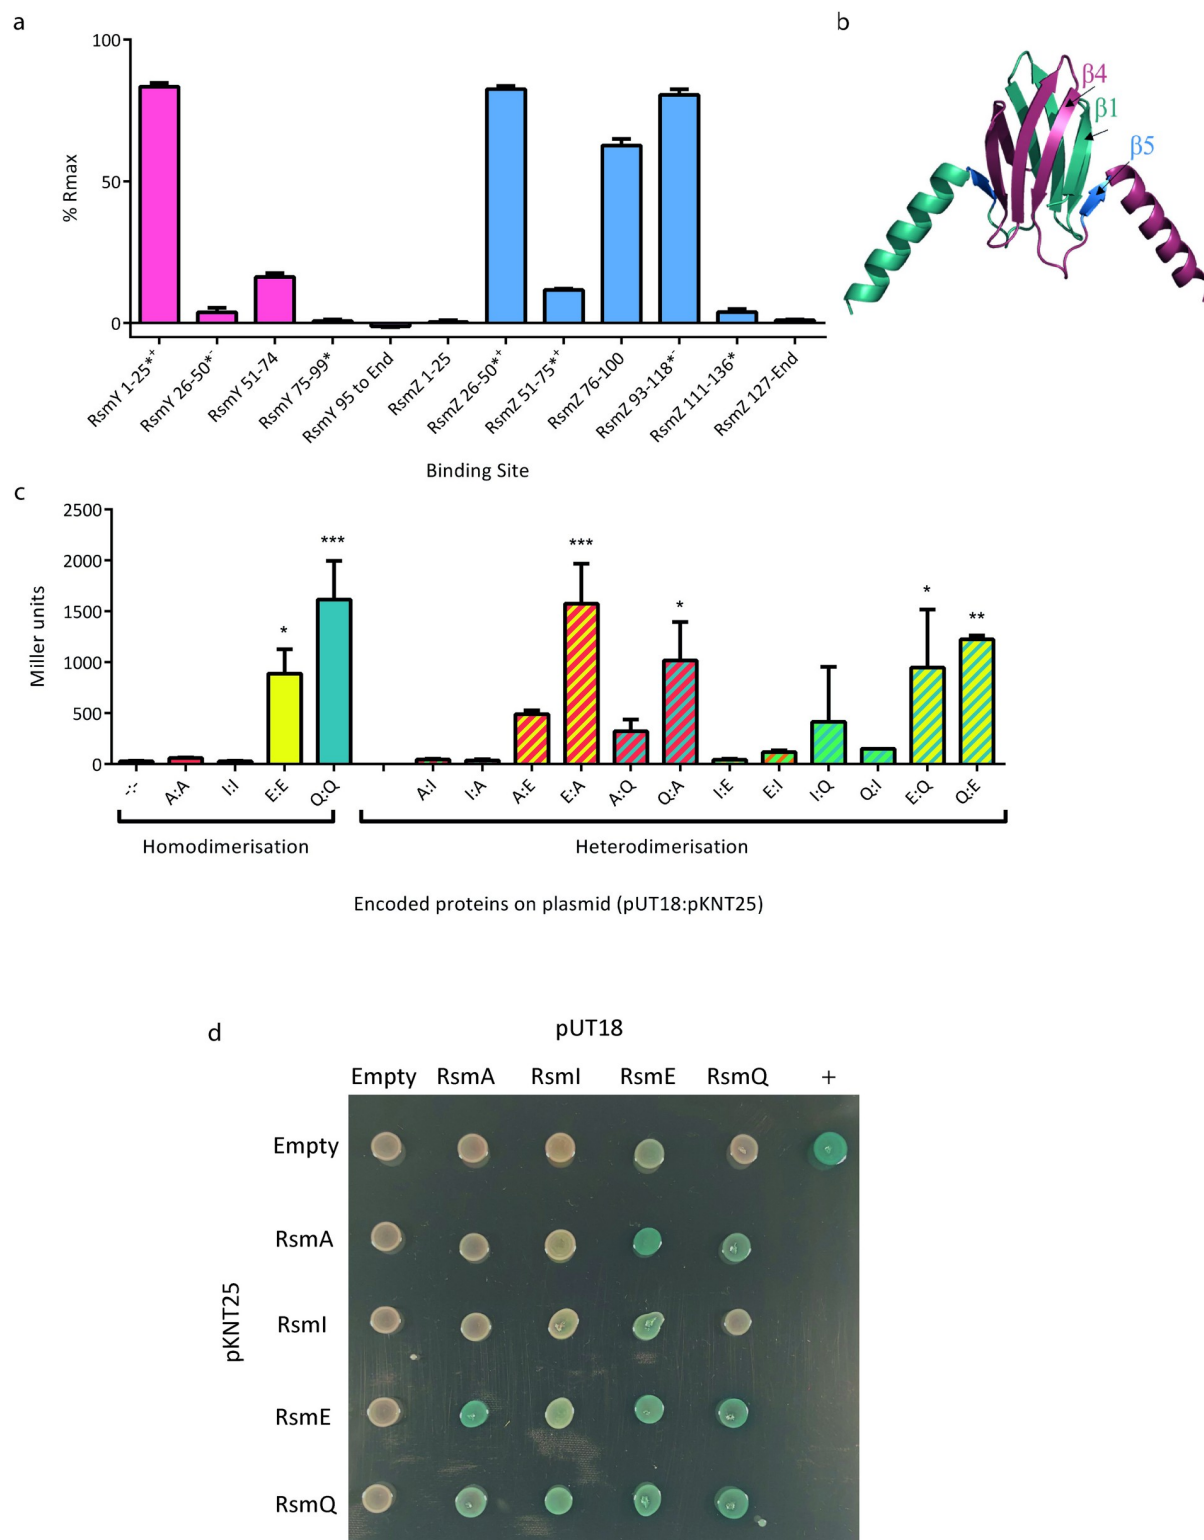 a
100
50
0
% Rmax
RsmY 1-25*⁺
RsmY 26-50*⁻
RsmY 51-74
RsmY 75-99*
RsmY 95 to End
RsmZ 1-25
RsmZ 26-50*⁺
RsmZ 51-75*⁺
RsmZ 76-100
RsmZ 93-118*⁻
RsmZ 111-136*
RsmZ 127-End
Binding Site
b
β4
β1
β5
c
2500
2000
1500
1000
500
0
Miller units
*
***
***
*
*
**
-:-
A:A
I:I
E:E
Q:Q
A:I
I:A
A:E
E:A
A:Q
Q:A
I:E
E:I
I:Q
Q:I
E:Q
Q:E
Homodimerisation
Heterodimerisation
Encoded proteins on plasmid (pUT18:pKNT25)
d
pUT18
Empty RsmA RsmI RsmE RsmQ +
pKNT25
Empty
RsmA
RsmI
RsmE
RsmQ